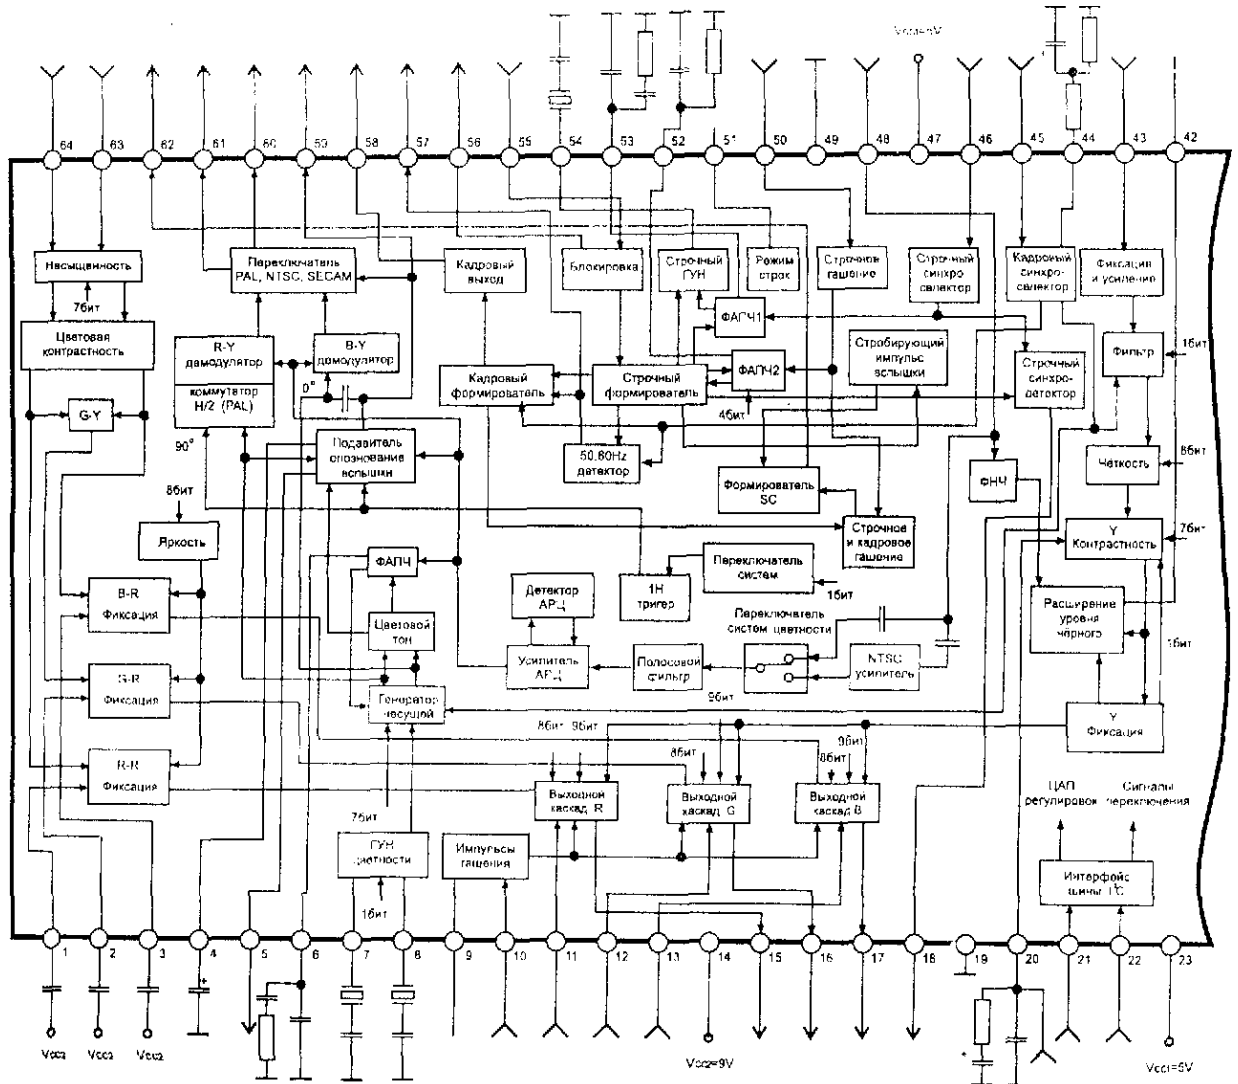 Vcc1=5V
64 63 62 61 60 59 58 57 56 55 54 53 52 51 50 49 48 47 46 45 44 43 42
Насыщенность
7бит
Цветовая
контрастность
G-Y
8бит
Яркость
B-R
Фиксация
G-R
Фиксация
R-R
Фиксация
Переключатель
PAL, NTSC, SECAM
R-Y
дамодулятор
коммутатор
H/2 (PAL)
B-Y
дамодулятор
0°
90°
Подавитель
опознование
вспышки
ФАПЧ
Цветовой
тон
Генератор
несущей
7бит
ГУН
цветности
1бит
Кадровый
выход
Блокировка
Строчный
ГУН
Режим
строк
Строчное
гашение
Строчный
синхро-
селектор
Кадровый
синхро-
селектор
Фиксация
и усиление
ФАПЧ1
ФАПЧ2
4бит
Кадровый
формирователь
Строчный
формирователь
50,60Hz
детектор
Стробирующий
импульс
вспышки
Строчный
синхро-
детектор
Фильтр
1бит
Чёткость
8бит
Формирователь
SC
ФНЧ
Строчное
и кадровое
гашение
Y
Контрастность
7бит
Переключатель
систем
1бит
1Н
тригер
Детектор
АРЦ
Усилитель
АРЦ
Полосовой
фильтр
Переключатель
систем цветности
9бит
NTSC
усилитель
Расширение
уровня
чёрного
1бит
Y
Фиксация
8бит 9бит
Выходной
каскад R
8бит
Выходной
каскад G
9бит
8бит
Выходной
каскад B
Импульсы
гашения
ЦАП
регулировок
Сигналы
переключения
Интерфейс
шины I²C
1 2 3 4 5 6 7 8 9 10 11 12 13 14 15 16 17 18 19 20 21 22 23
Vcc2 Vcc2 Vcc2
Vcc2=9V
Vcc1=5V